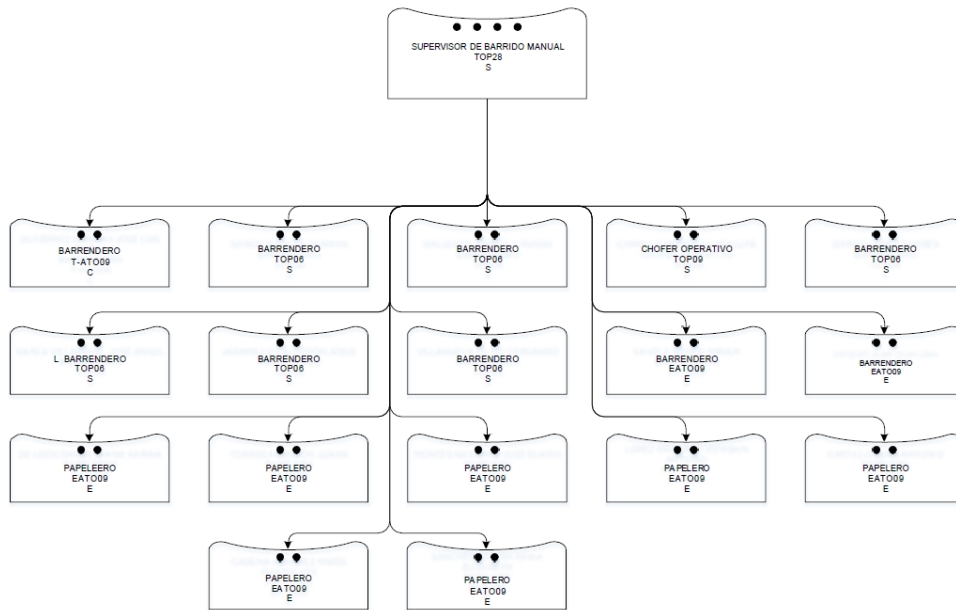 SUPERVISOR DE BARRIDO MANUAL
TOP28
S
BARRENDERO
T-ATO09
C
BARRENDERO
TOP06
S
BARRENDERO
TOP06
S
CHOFER OPERATIVO
TOP09
S
BARRENDERO
TOP06
S
L BARRENDERO
TOP06
S
BARRENDERO
TOP06
S
BARRENDERO
TOP06
S
BARRENDERO
EATO09
E
BARRENDERO
EATO09
E
PAPELEERO
EATO09
E
PAPELERO
EATO09
E
PAPELERO
EATO09
E
PAPELERO
EATO09
E
PAPELERO
EATO09
E
PAPELERO
EATO09
E
PAPELERO
EATO09
E